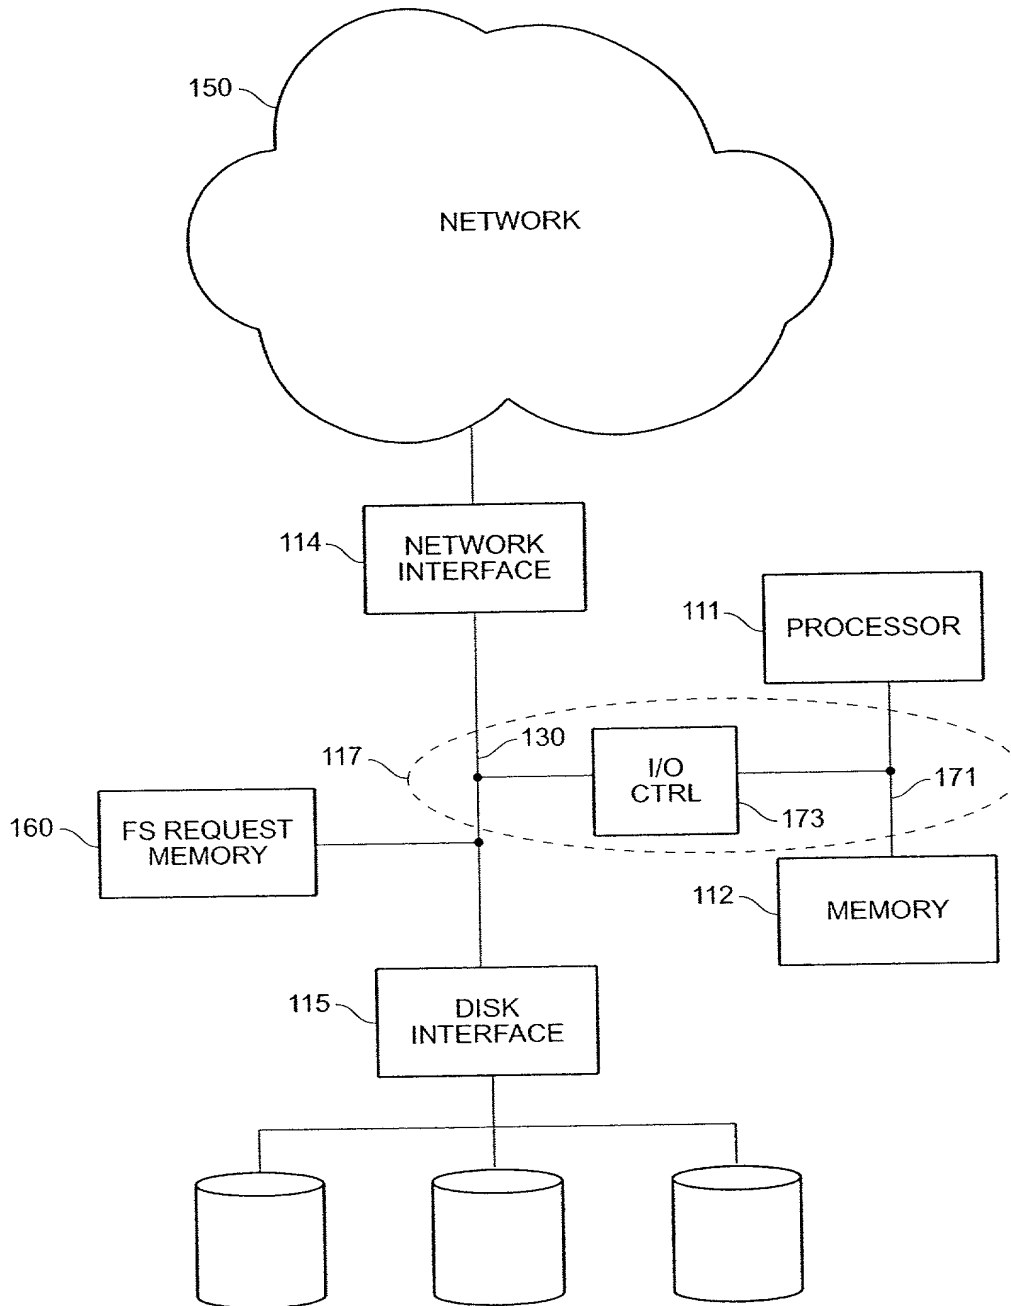 150
NETWORK
114
NETWORK
INTERFACE
111
PROCESSOR
117
130
I/O
CTRL
171
173
160
FS REQUEST
MEMORY
112
MEMORY
115
DISK
INTERFACE